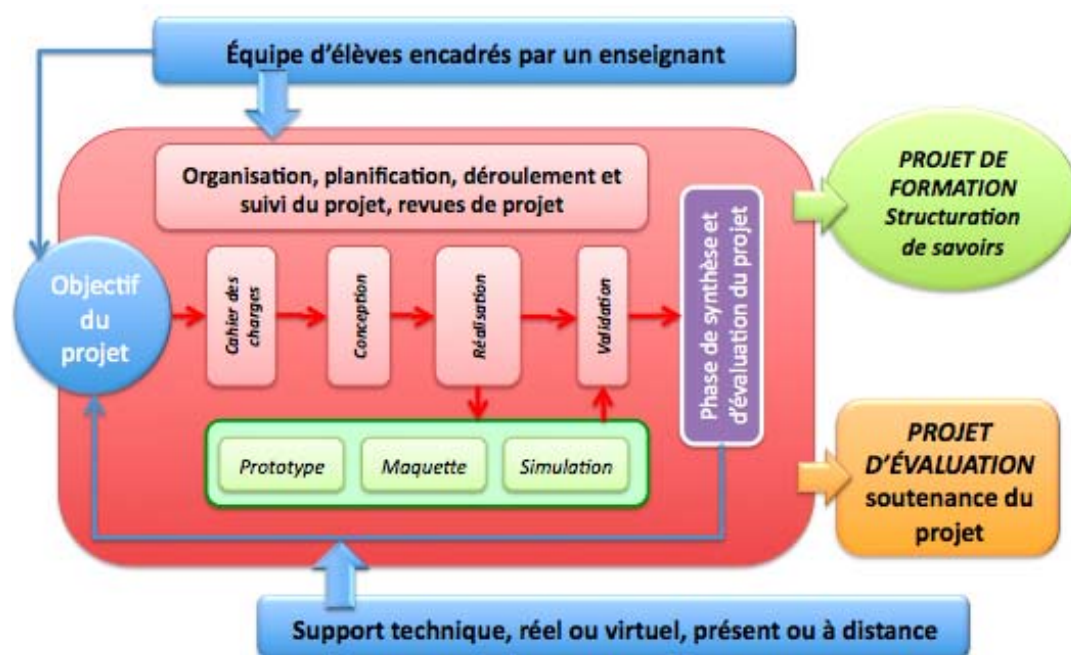 Équipe d'élèves encadrés par un enseignant
Organisation, planification, déroulement et
suivi du projet, revues de projet
PROJET DE
FORMATION
Structuration
de savoirs
Objectif
du
projet
Cahier des
charges
Conception
Réalisation
Validation
Phase de synthèse et
d'évaluation du projet
Prototype
Maquette
Simulation
PROJET
D'ÉVALUATION
soutenance du
projet
Support technique, réel ou virtuel, présent ou à distance